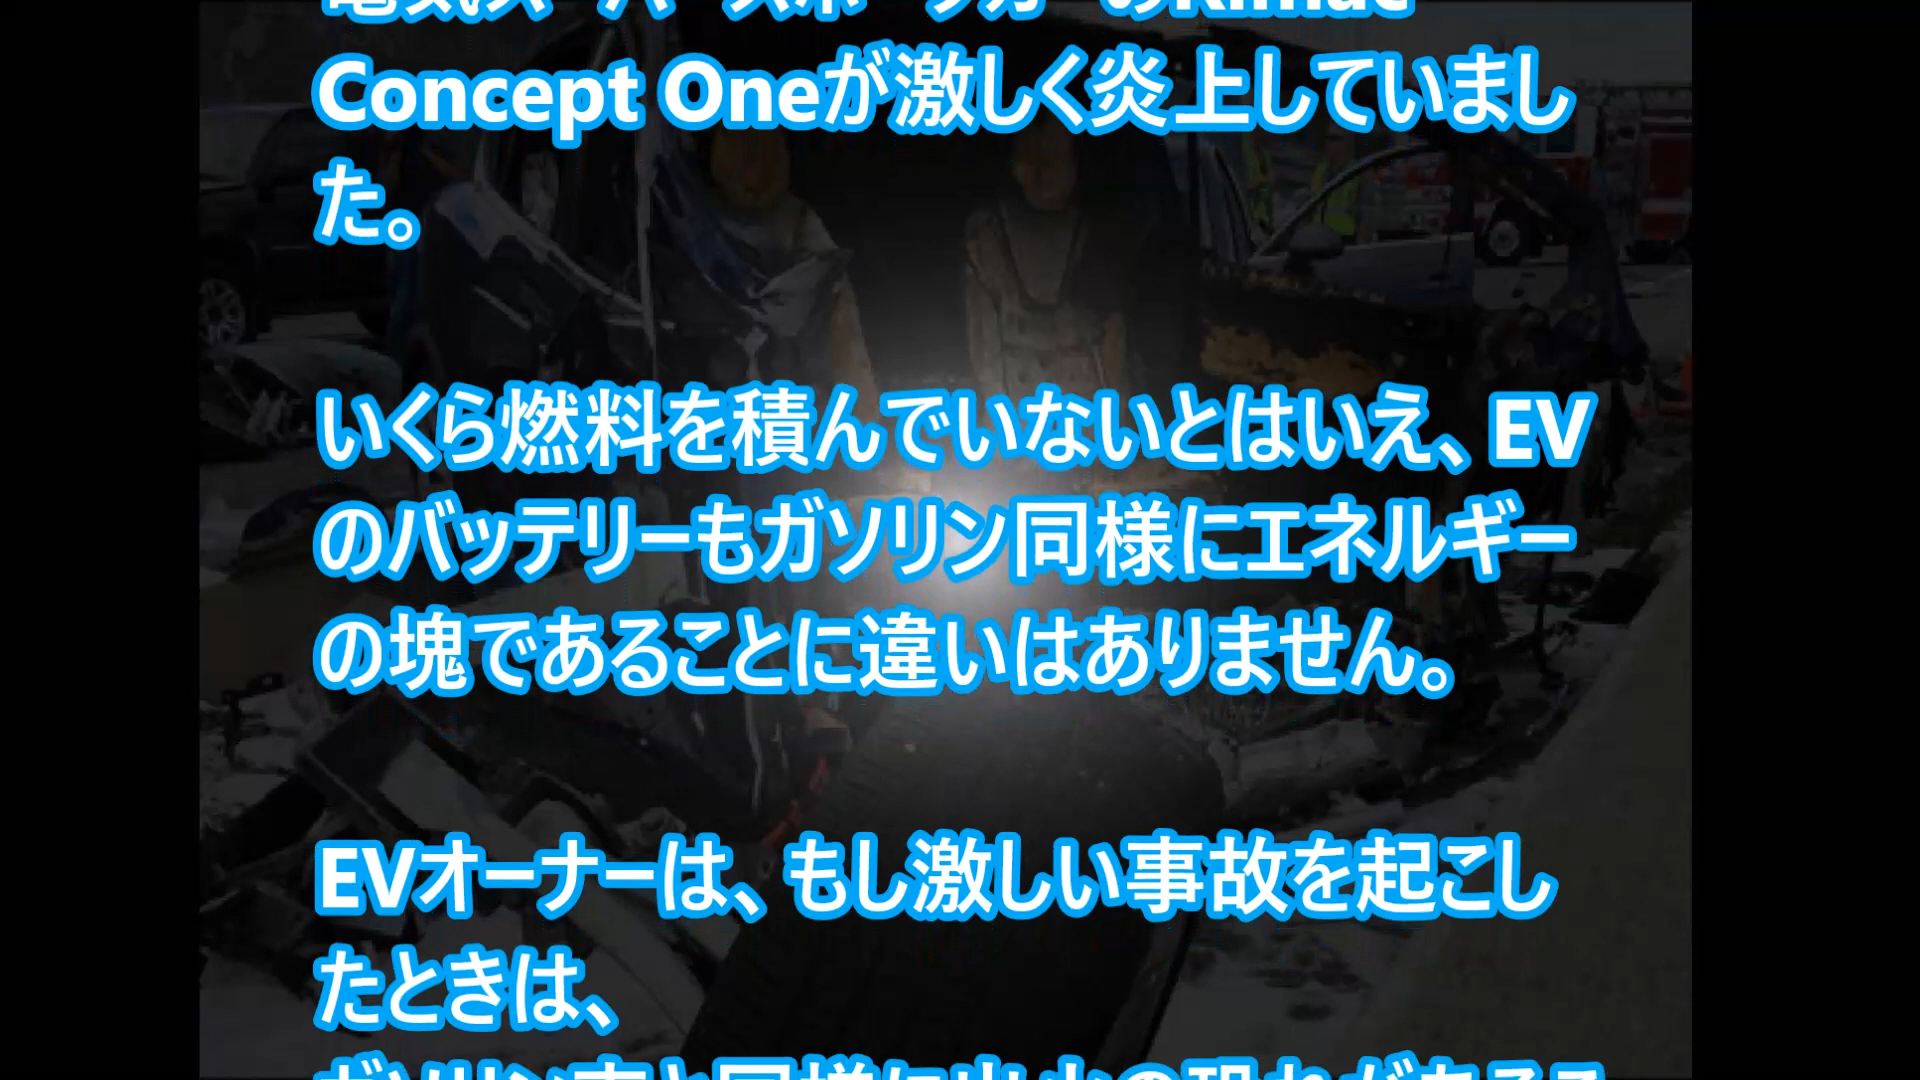 Concept Oneが激しく炎上していまし
た。
いくら燃料を積んでいないとはいえ、EV
のバッテリーもガソリン同様にエネルギー
の塊であることに違いはありません。
EVオーナーは、もし激しい事故を起こし
たときは、